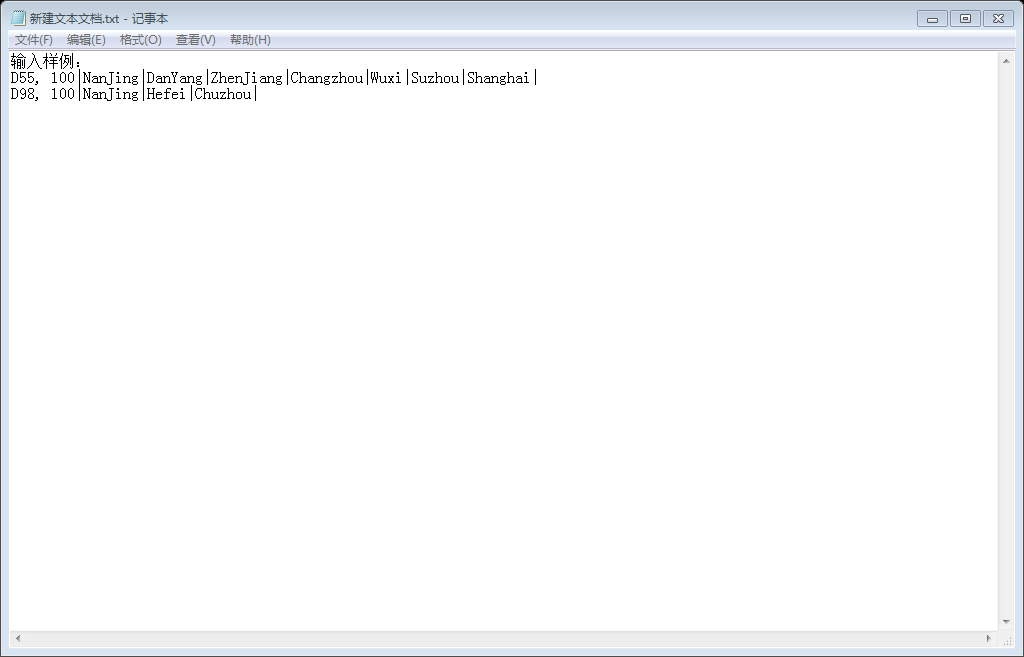 新建文本文档.txt - 记事本
文件(F) 编辑(E) 格式(O) 查看(V) 帮助(H)
输入样例：
D55, 100|NanJing|DanYang|ZhenJiang|Changzhou|Wuxi|Suzhou|Shanghai|
D98, 100|NanJing|Hefei|Chuzhou|